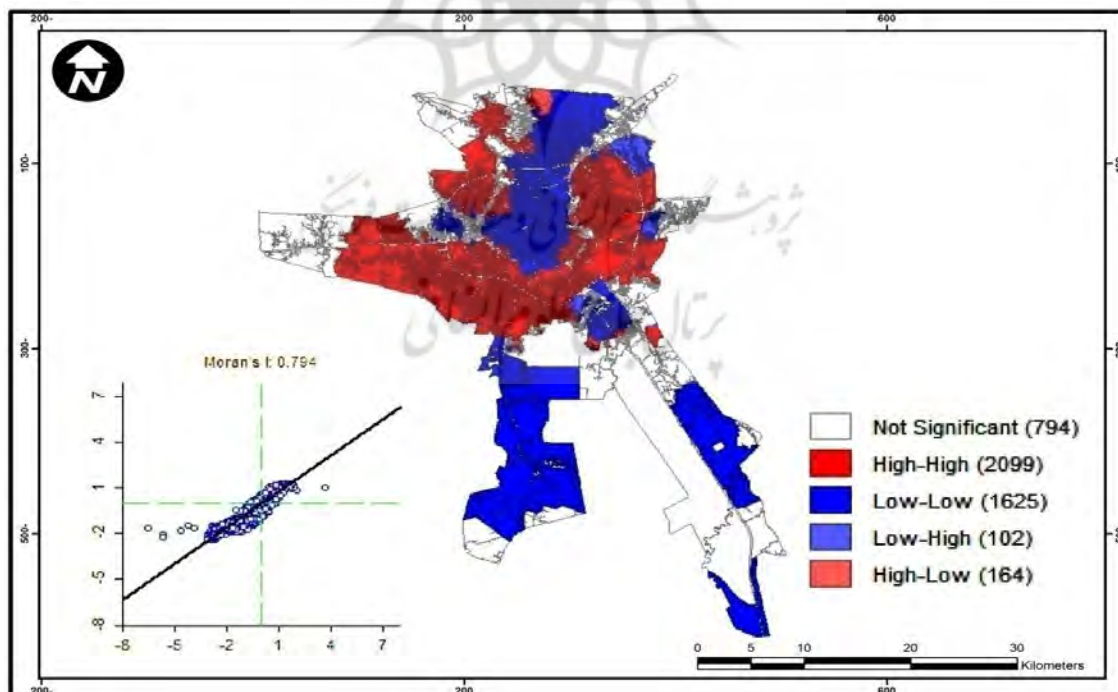 200- 200 600
N
100-
300-
500-
Moran's I: 0.794
7
4
1
-2
-5
-8
-8 -5 -2 1 4 7
Not Significant (794)
High-High (2099)
Low-Low (1625)
Low-High (102)
High-Low (164)
0 5 10 20 30
Kilometers
200- 200 600